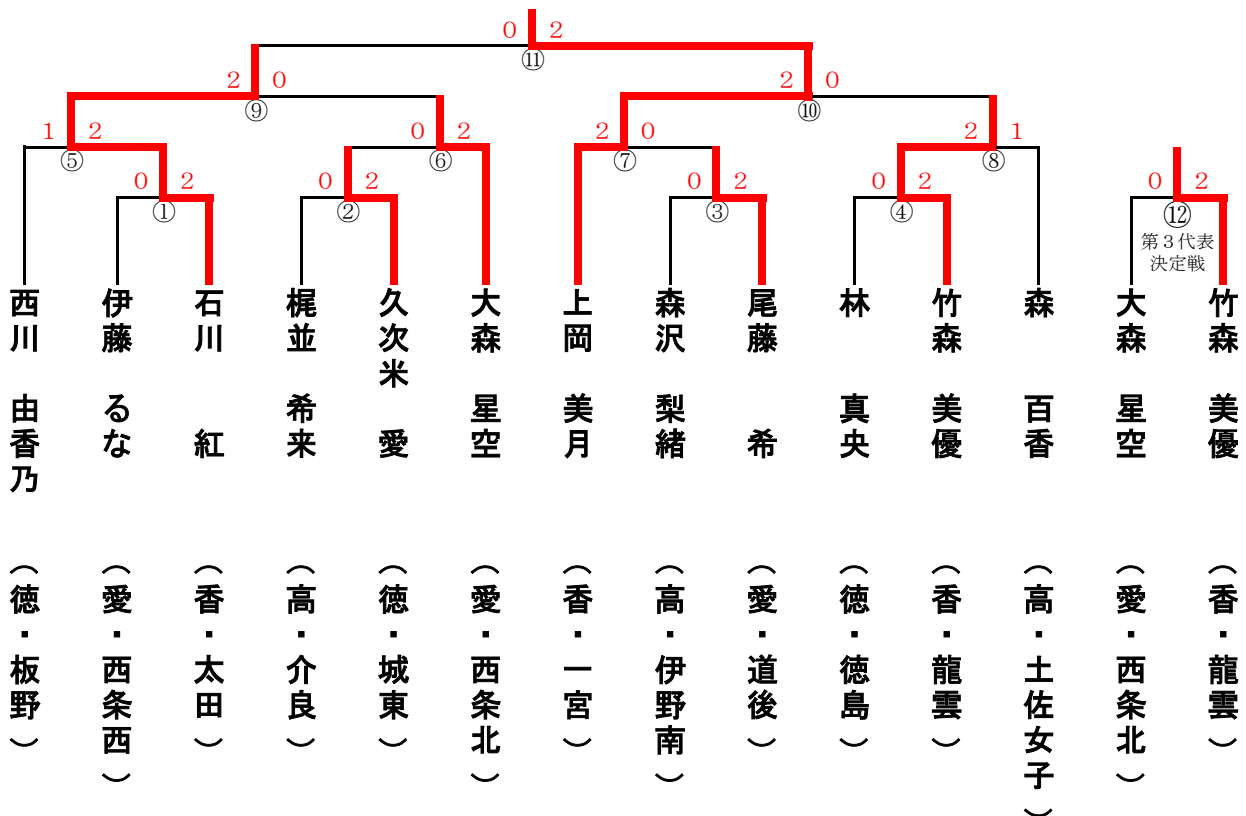 0 2
⑪
2 0 2 0
⑨ ⑩
1 2 0 2 2 0 2 1
⑤ ⑥ ⑦ ⑧
0 2 0 2 0 2 0 2 0 2
① ② ③ ④ ⑫
第3代表
決定戦
西川 由香乃 (徳・板野)
伊藤 るな (愛・西条西)
石川 紅 (香・太田)
梶並 希来 (高・介良)
久次米 愛 (徳・城東)
大森 星空 (愛・西条北)
上岡 美月 (香・一宮)
森沢 梨緒 (高・伊野南)
尾藤 希 (愛・道後)
林 真央 (徳・徳島)
竹森 美優 (香・龍雲)
森 百香 (高・土佐女子)
大森 星空 (愛・西条北)
竹森 美優 (香・龍雲)